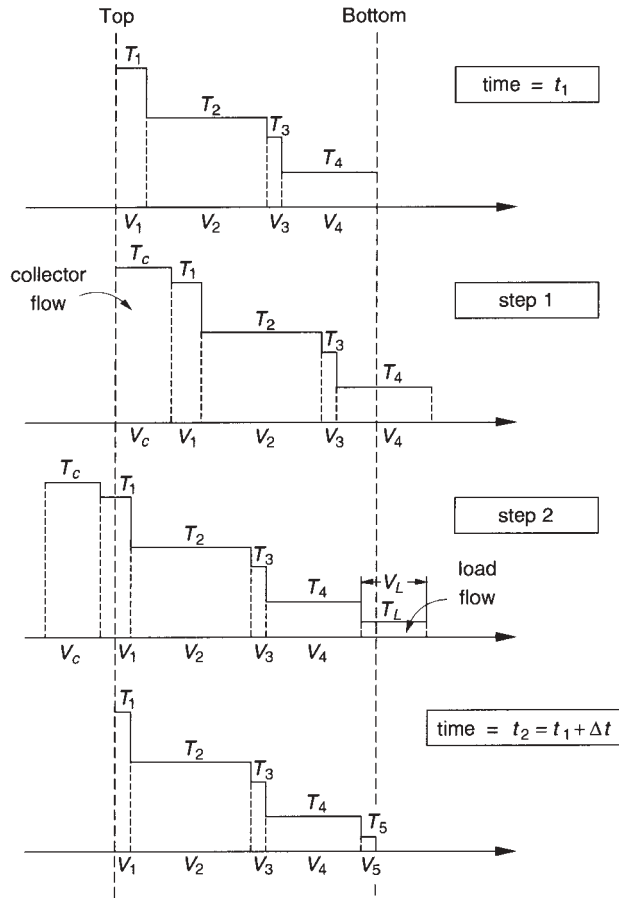 Top Bottom
T1
T2
T3
T4
time = t1
V1 V2 V3 V4
collector flow
Tc
T1
T2
T3
T4
step 1
Vc V1 V2 V3 V4
Tc
T1
T2
T3
T4
VL
TL
step 2
load flow
Vc V1 V2 V3 V4
T1
T2
T3
T4
T5
time = t2 = t1 + Δt
V1 V2 V3 V4 V5